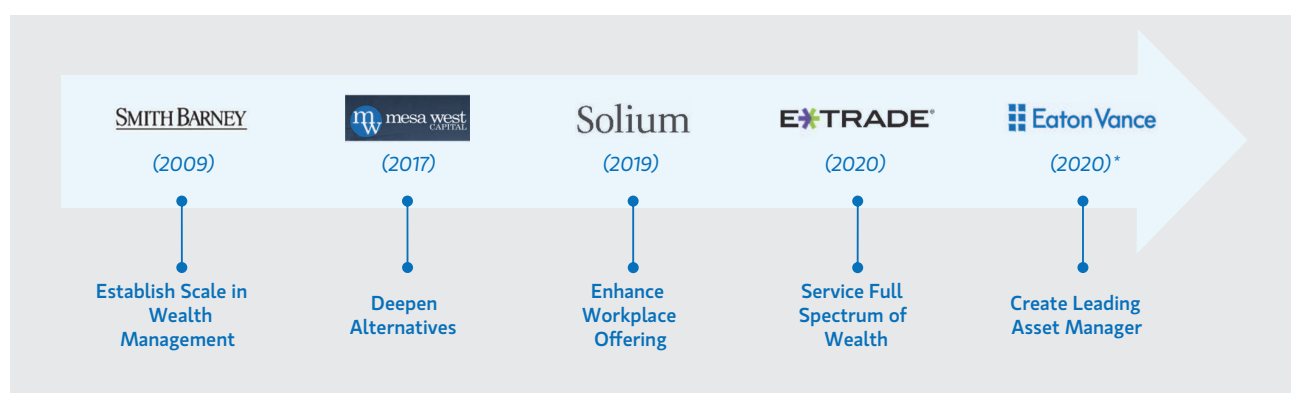 SMITH BARNEY
(2009)
Establish Scale in
Wealth
Management
mw mesa west
CAPITAL
(2017)
Deepen
Alternatives
Solium
(2019)
Enhance
Workplace
Offering
E*TRADE®
(2020)
Service Full
Spectrum of
Wealth
Eaton Vance
(2020)*
Create Leading
Asset Manager